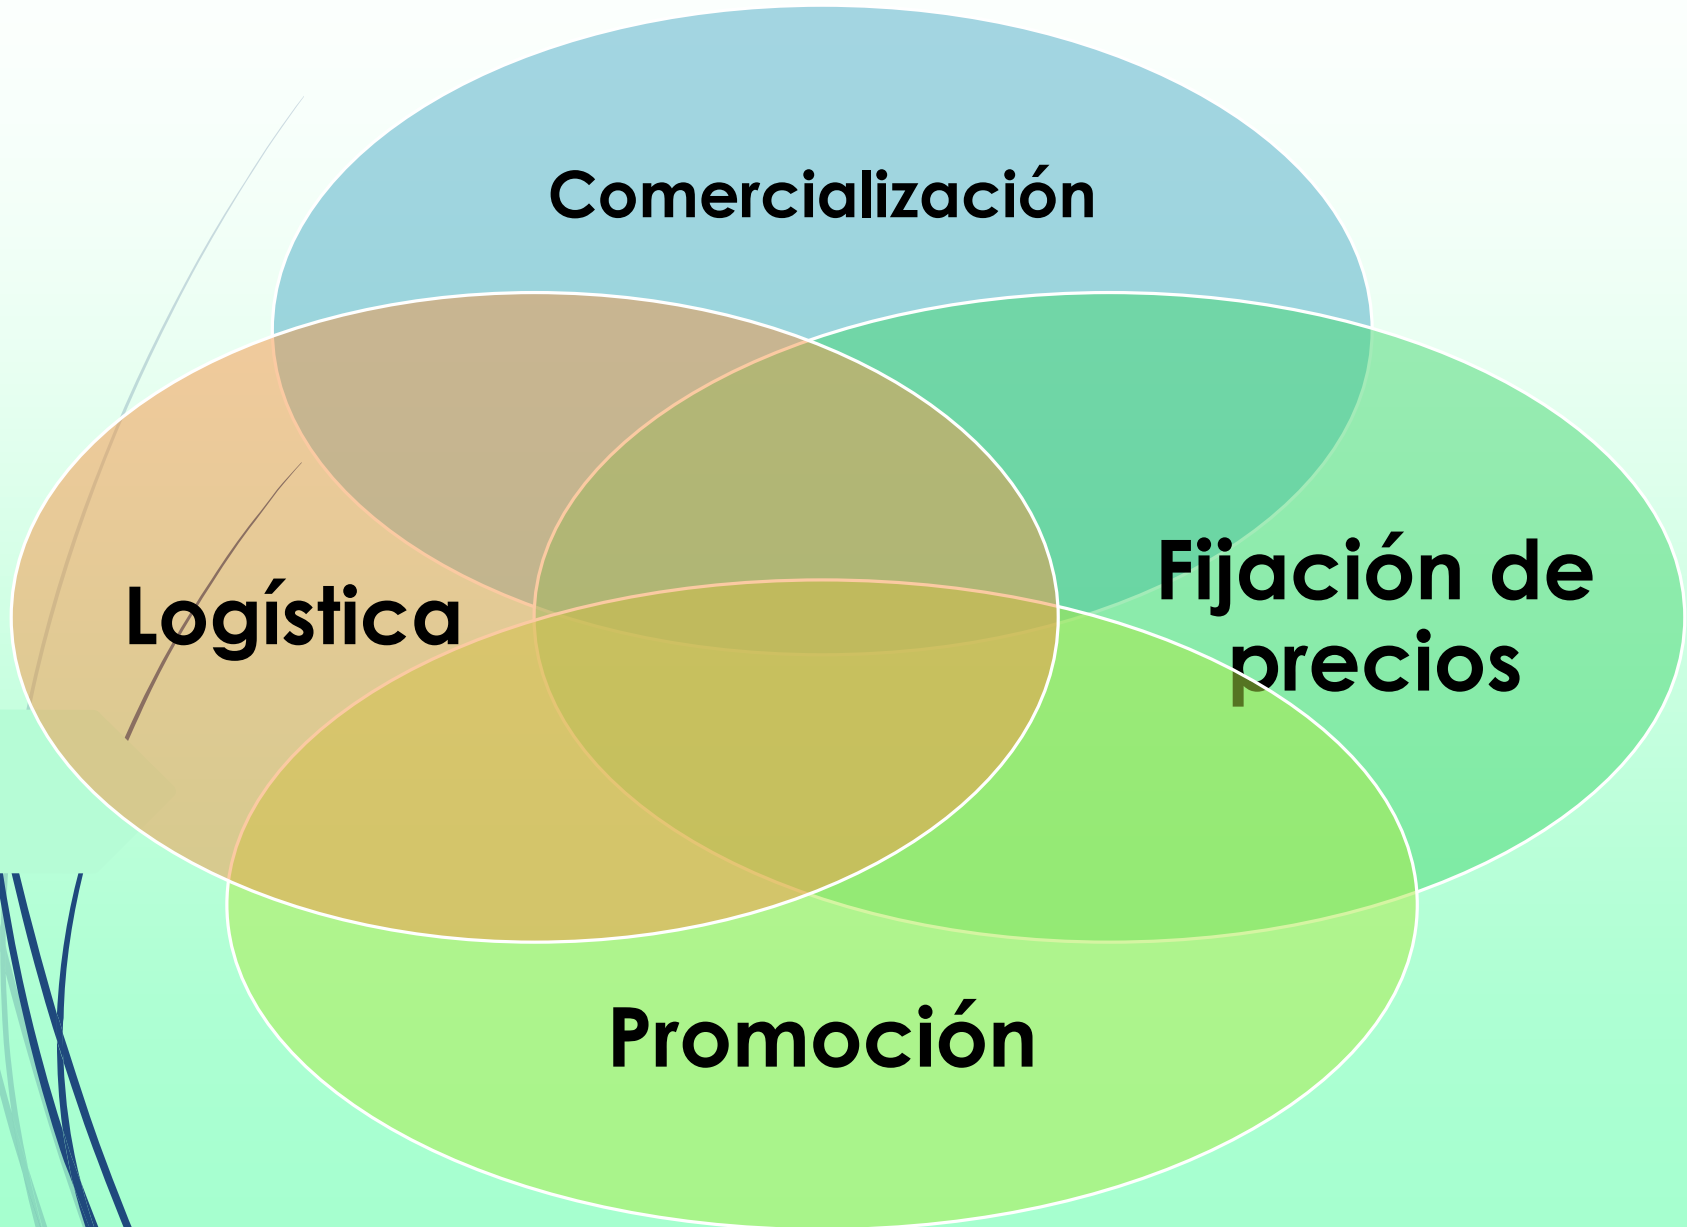 Comercialización
Fijación de
precios
Logística
Promoción